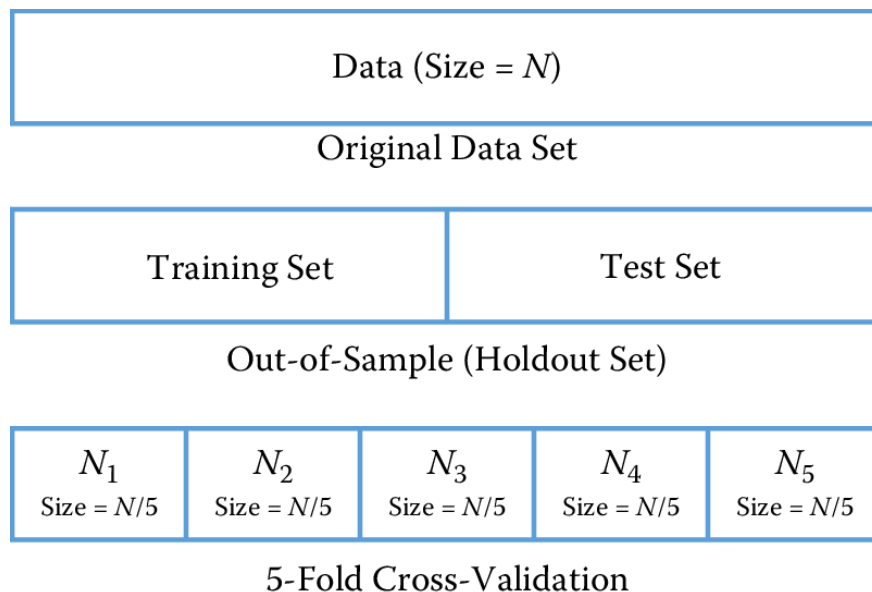 Data (Size = N)
Original Data Set
Training Set Test Set
Out-of-Sample (Holdout Set)
N₁ N₂ N₃ N₄ N₅
Size = N/5 Size = N/5 Size = N/5 Size = N/5 Size = N/5
5-Fold Cross-Validation